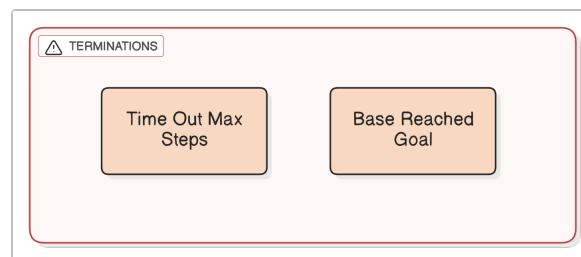 TERMINATIONS
Time Out Max
Steps
Base Reached
Goal